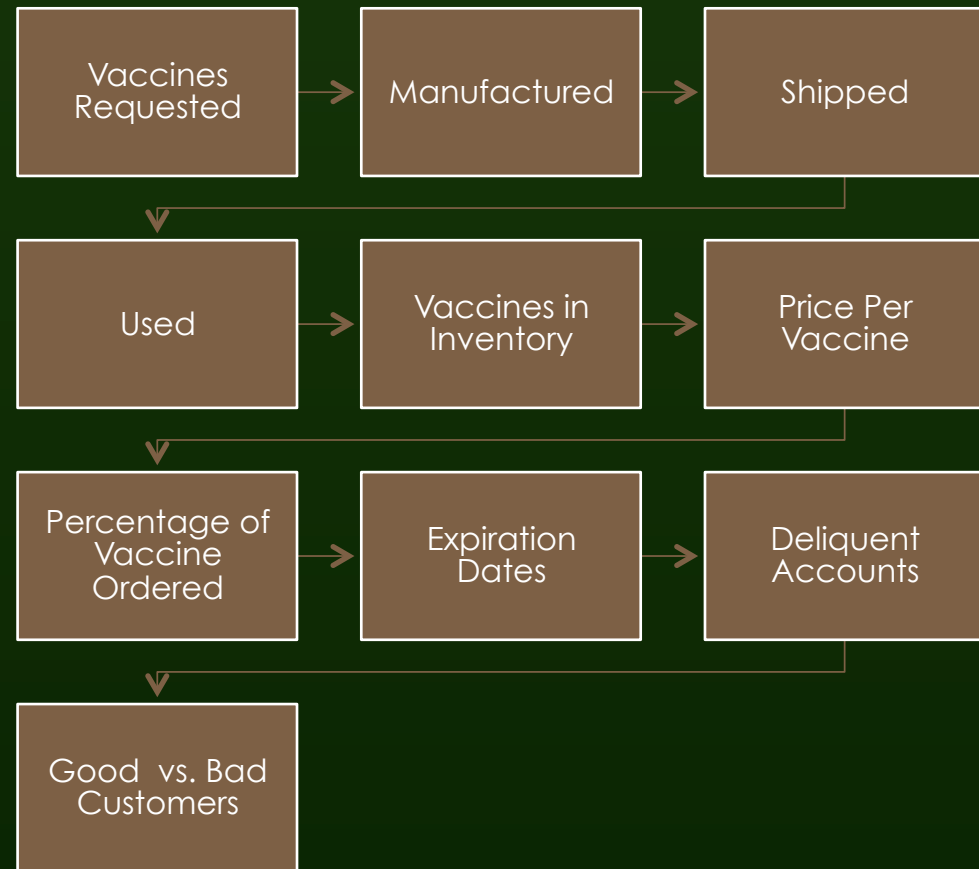 Vaccines
Requested
Manufactured
Shipped
Used
Vaccines in
Inventory
Price Per
Vaccine
Percentage of
Vaccine
Ordered
Expiration
Dates
Deliquent
Accounts
Good vs. Bad
Customers